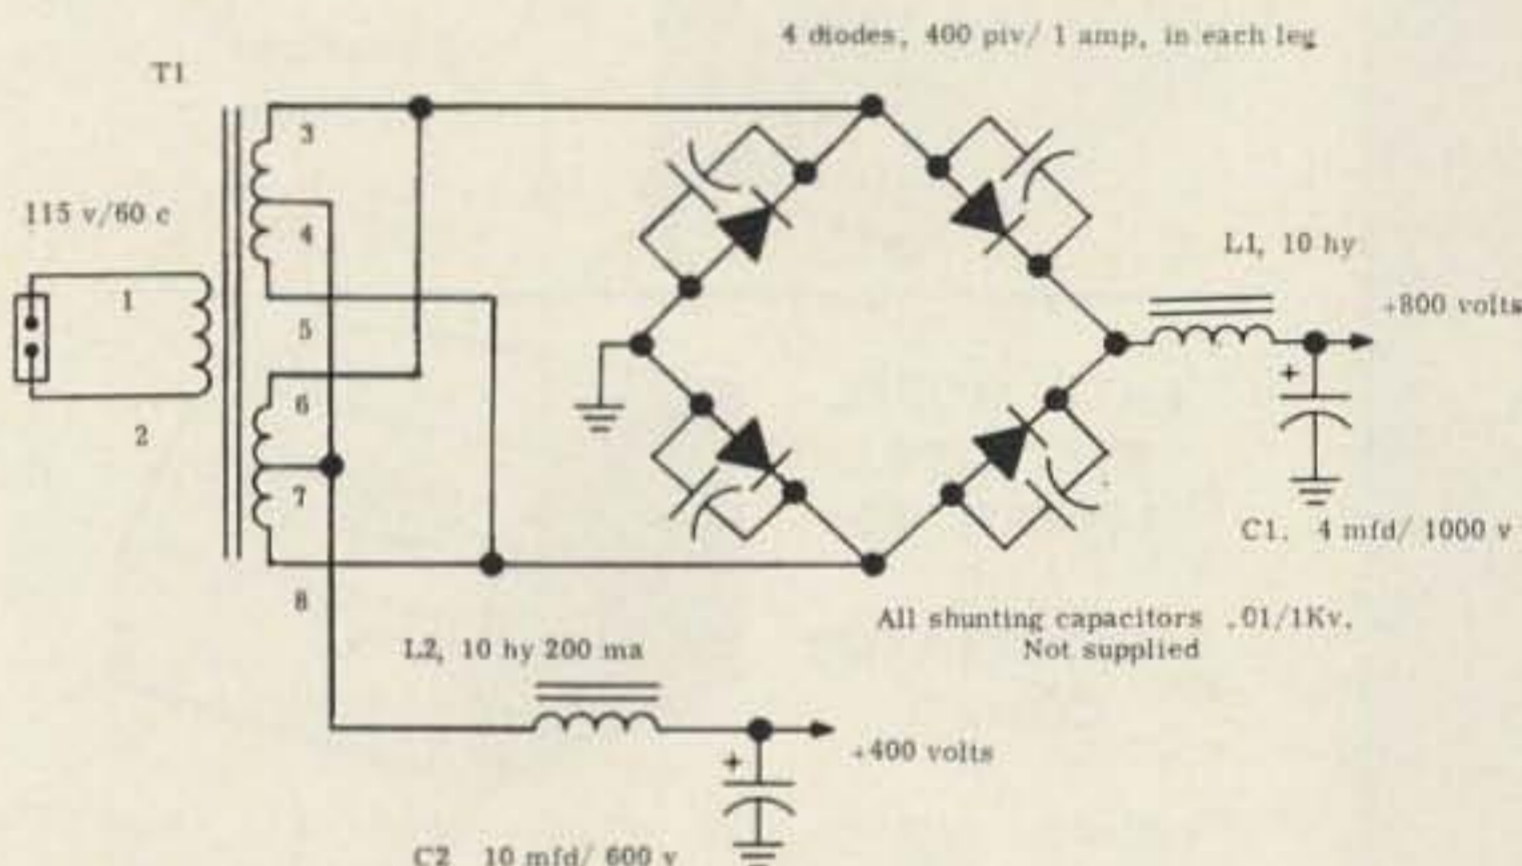 4 diodes, 400 piv/ 1 amp, in each leg
T1
3
115 v/60 c
4
L1, 10 hy
1
5
+800 volts
6
+
2
7
C1. 4 mfd/ 1000 v
8
All shunting capacitors .01/1Kv.
Not supplied
L2, 10 hy 200 ma
+400 volts
+
C2 10 mfd/ 600 v